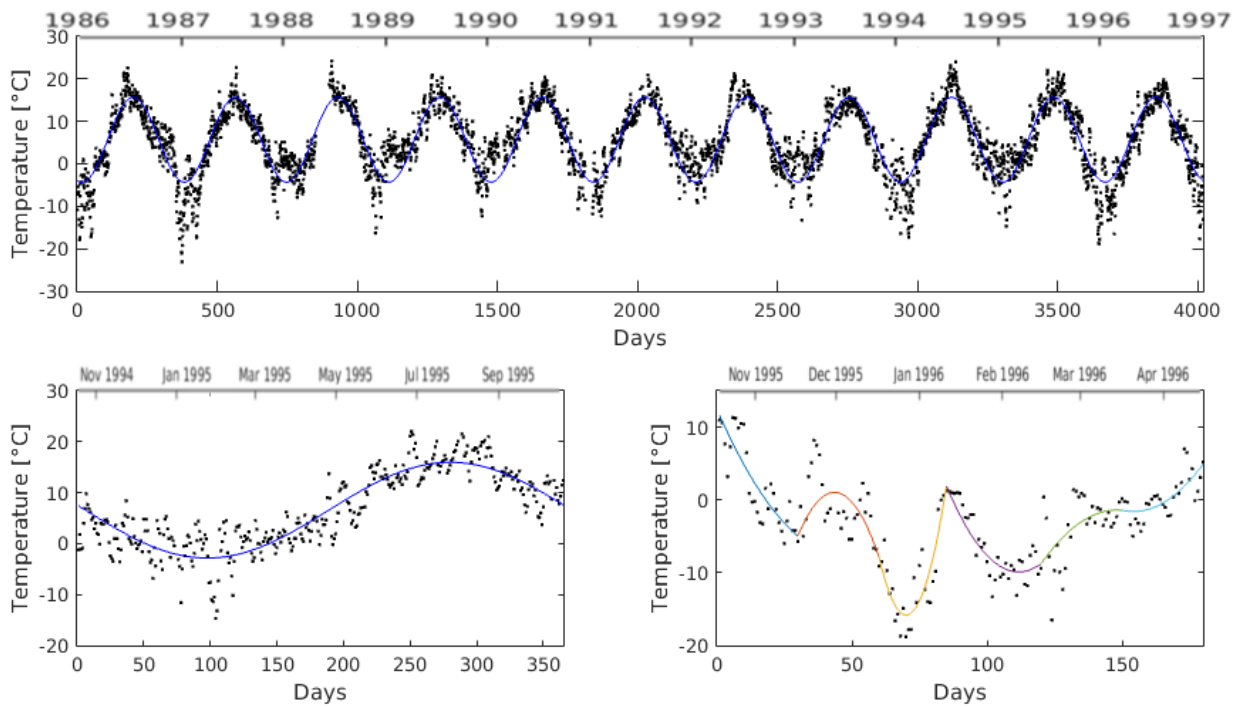 1986 1987 1988 1989 1990 1991 1992 1993 1994 1995 1996 1997
30
20
10
0
-10
-20
-30
Temperature [°C]
0 500 1000 1500 2000 2500 3000 3500 4000
Days
Nov 1994 Jan 1995 Mar 1995 May 1995 Jul 1995 Sep 1995
30
20
10
0
-10
-20
Temperature [°C]
0 50 100 150 200 250 300 350
Days
Nov 1995 Dec 1995 Jan 1996 Feb 1996 Mar 1996 Apr 1996
10
0
-10
-20
Temperature [°C]
0 50 100 150
Days